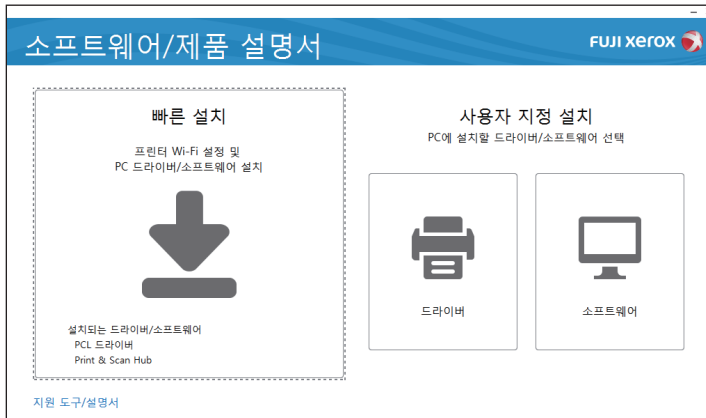 소프트웨어/제품 설명서
FUJI xerox
빠른 설치
프린터 Wi-Fi 설정 및
PC 드라이버/소프트웨어 설치
설치되는 드라이버/소프트웨어
PCL 드라이버
Print & Scan Hub
사용자 지정 설치
PC에 설치할 드라이버/소프트웨어 선택
드라이버
소프트웨어
지원 도구/설명서